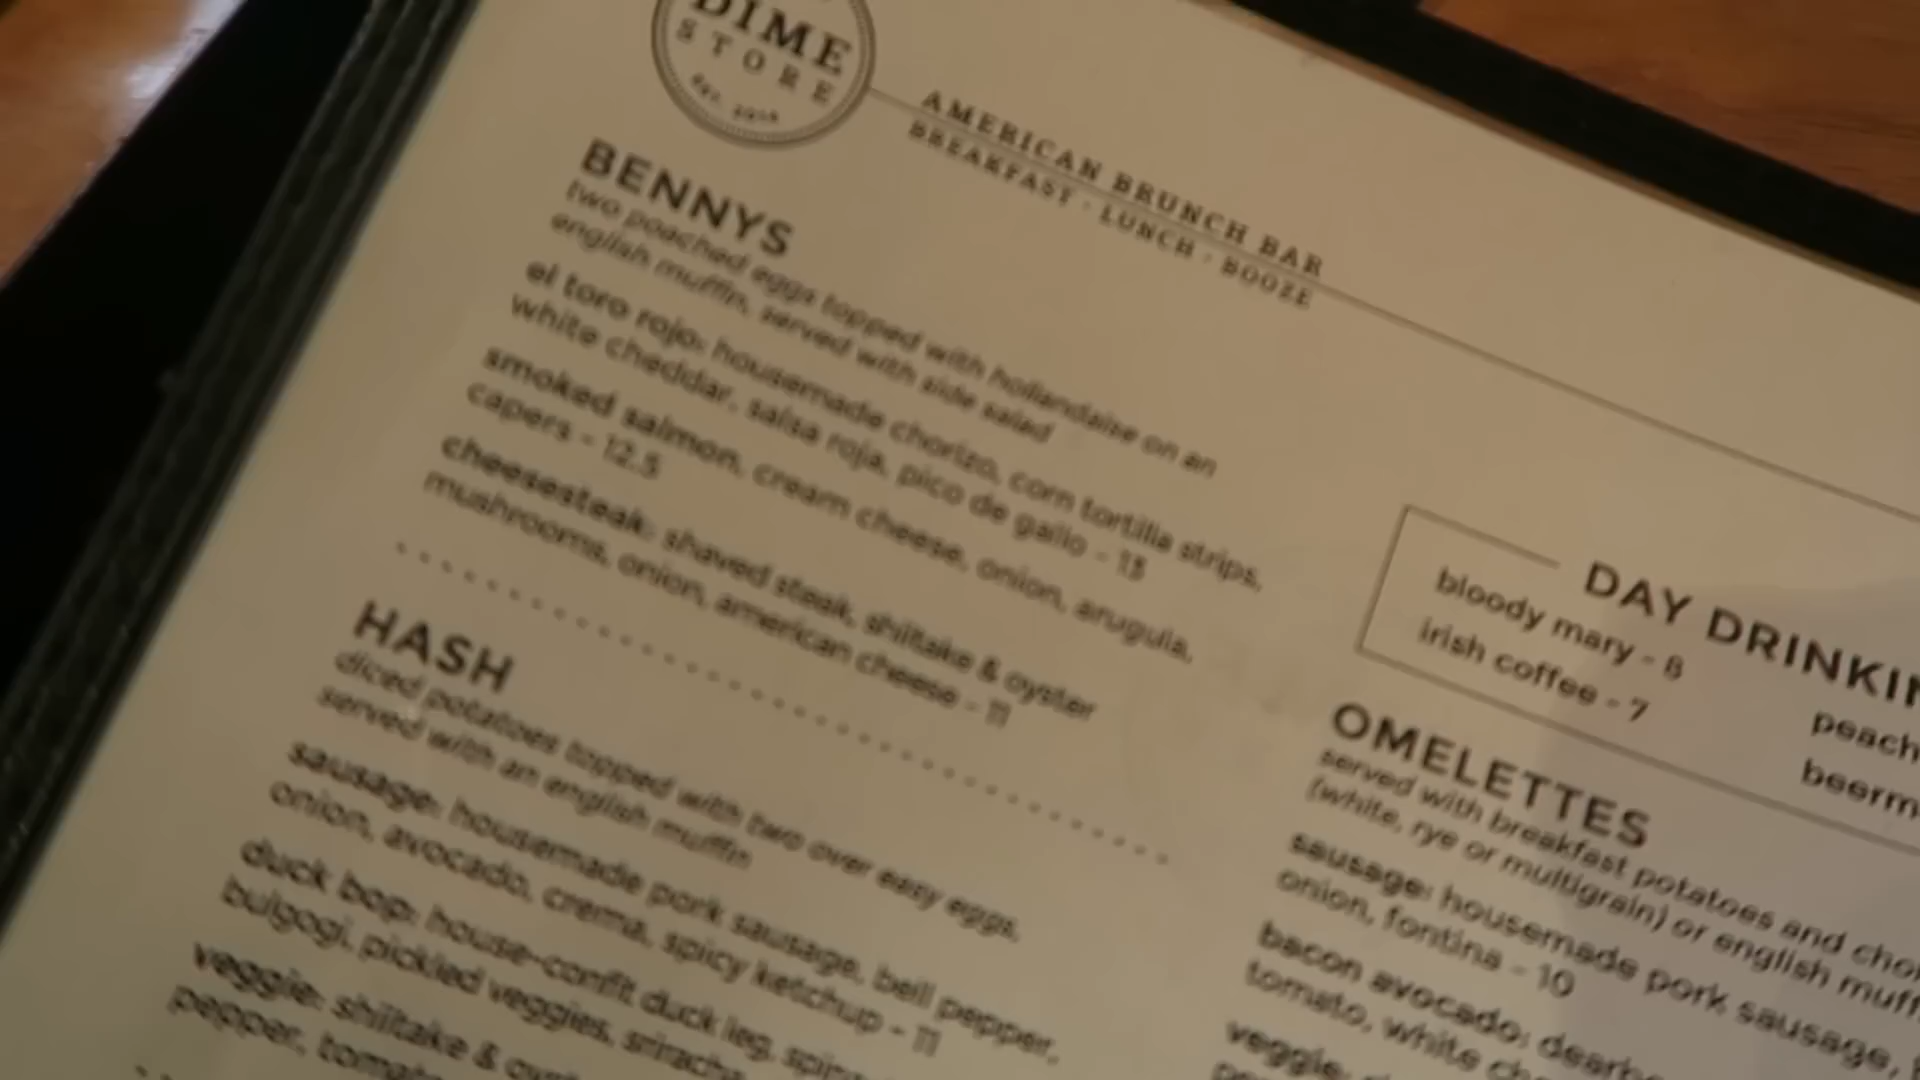 DIME
STORE
AMERICAN BRUNCH BAR
BREAKFAST · LUNCH · BOOZE
BENNYS
two poached eggs topped with hollandaise on an
english muffin, served with side salad
el toro rojo: housemade chorizo, corn tortilla strips,
white cheddar, salsa roja, pico de gallo - 13
smoked salmon, cream cheese, onion, arugula,
capers - 12.5
cheesesteak: shaved steak, shiitake & oyster
mushrooms, onion, american cheese - 11
HASH
diced potatoes topped with two over easy eggs,
served with an english muffin
sausage: housemade pork sausage, bell pepper,
onion, avocado, crema, spicy ketchup - 11
duck bop: house-confit duck leg,
bulgogi, pickled veggies,
veggie: shiitake &
pepper,
DAY
bloody mary - 8
irish coffee - 7
OMELETTES
served with breakfast potatoes and
(white, rye or multigrain) or english
sausage: housemade pork sausage,
onion, fontina - 10
bacon avocado:
tomato, white
veggie: